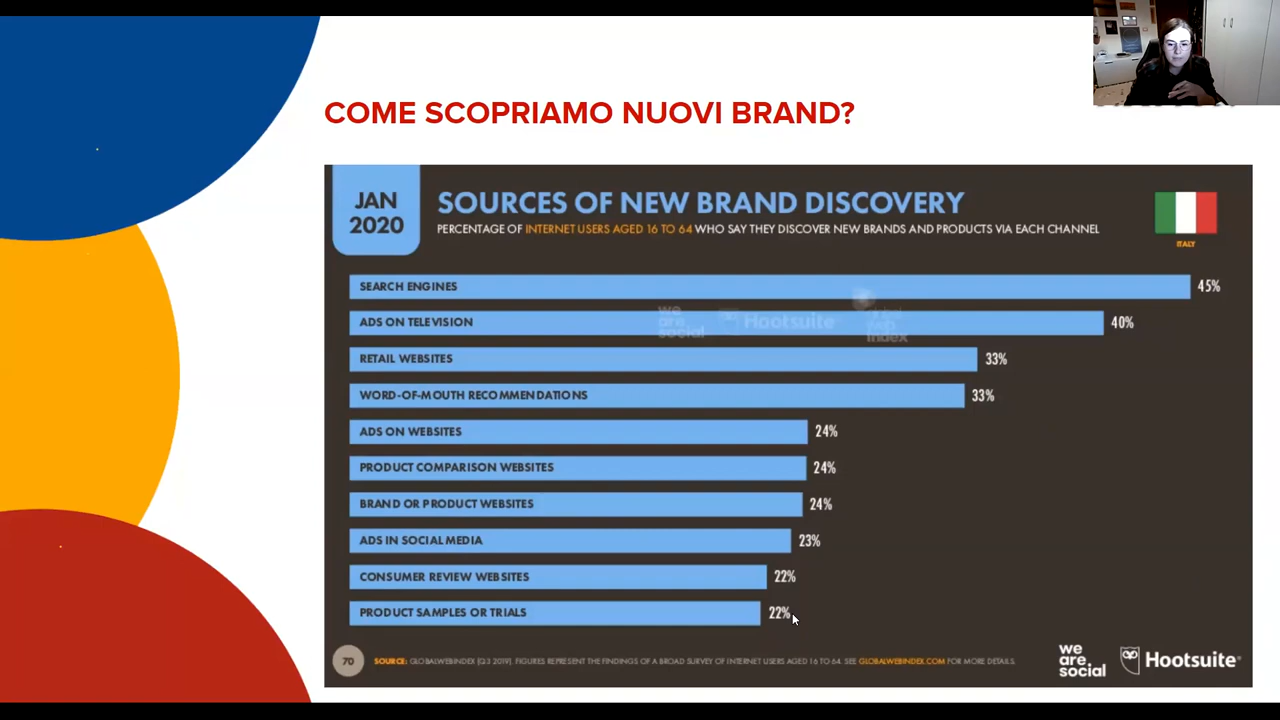 COME SCOPRIAMO NUOVI BRAND?
JAN
2020
SOURCES OF NEW BRAND DISCOVERY
PERCENTAGE OF INTERNET USERS AGED 16 TO 64 WHO SAY THEY DISCOVER NEW BRANDS AND PRODUCTS VIA EACH CHANNEL
ITALY
SEARCH ENGINES 45%
we are social Hootsuite
ADS ON TELEVISION 40%
RETAIL WEBSITES 33%
WORD-OF-MOUTH RECOMMENDATIONS 33%
ADS ON WEBSITES 24%
PRODUCT COMPARISON WEBSITES 24%
BRAND OR PRODUCT WEBSITES 24%
ADS IN SOCIAL MEDIA 23%
CONSUMER REVIEW WEBSITES 22%
PRODUCT SAMPLES OR TRIALS 22%
70
SOURCE: GLOBALWEBINDEX (Q3 2019). FIGURES REPRESENT THE FINDINGS OF A BROAD SURVEY OF INTERNET USERS AGED 16 TO 64. SEE GLOBALWEBINDEX.COM FOR MORE DETAILS.
we
are
social
Hootsuite®